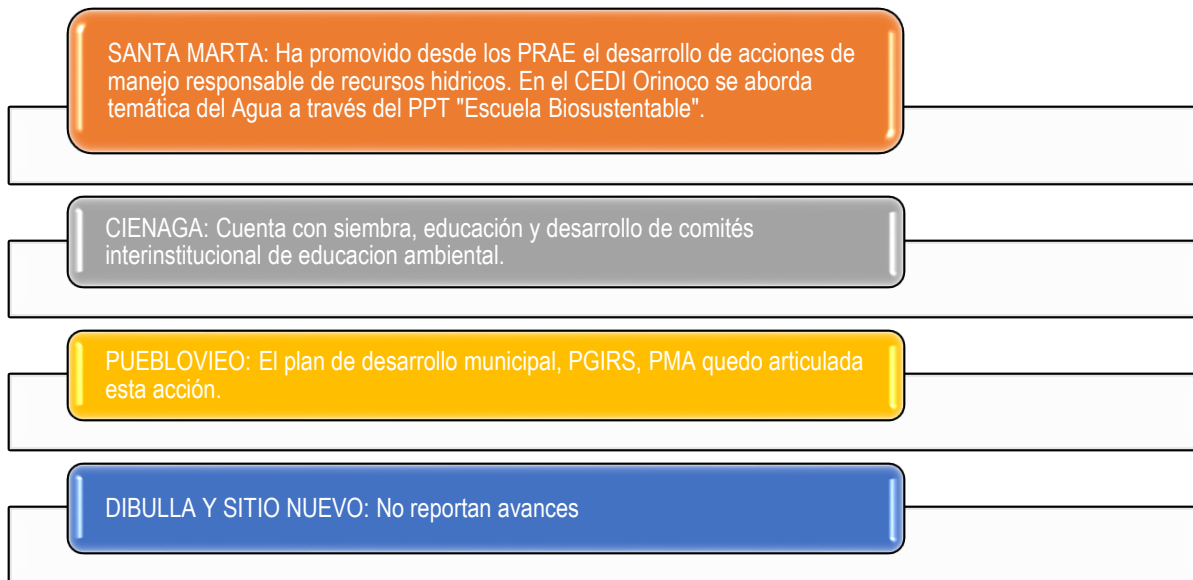 SANTA MARTA: Ha promovido desde los PRAE el desarrollo de acciones de
manejo responsable de recursos hidricos. En el CEDI Orinoco se aborda
temática del Agua a través del PPT "Escuela Biosustentable".
CIENAGA: Cuenta con siembra, educación y desarrollo de comités
interinstitucional de educacion ambiental.
PUEBLOVIEO: El plan de desarrollo municipal, PGIRS, PMA quedo articulada
esta acción.
DIBULLA Y SITIO NUEVO: No reportan avances